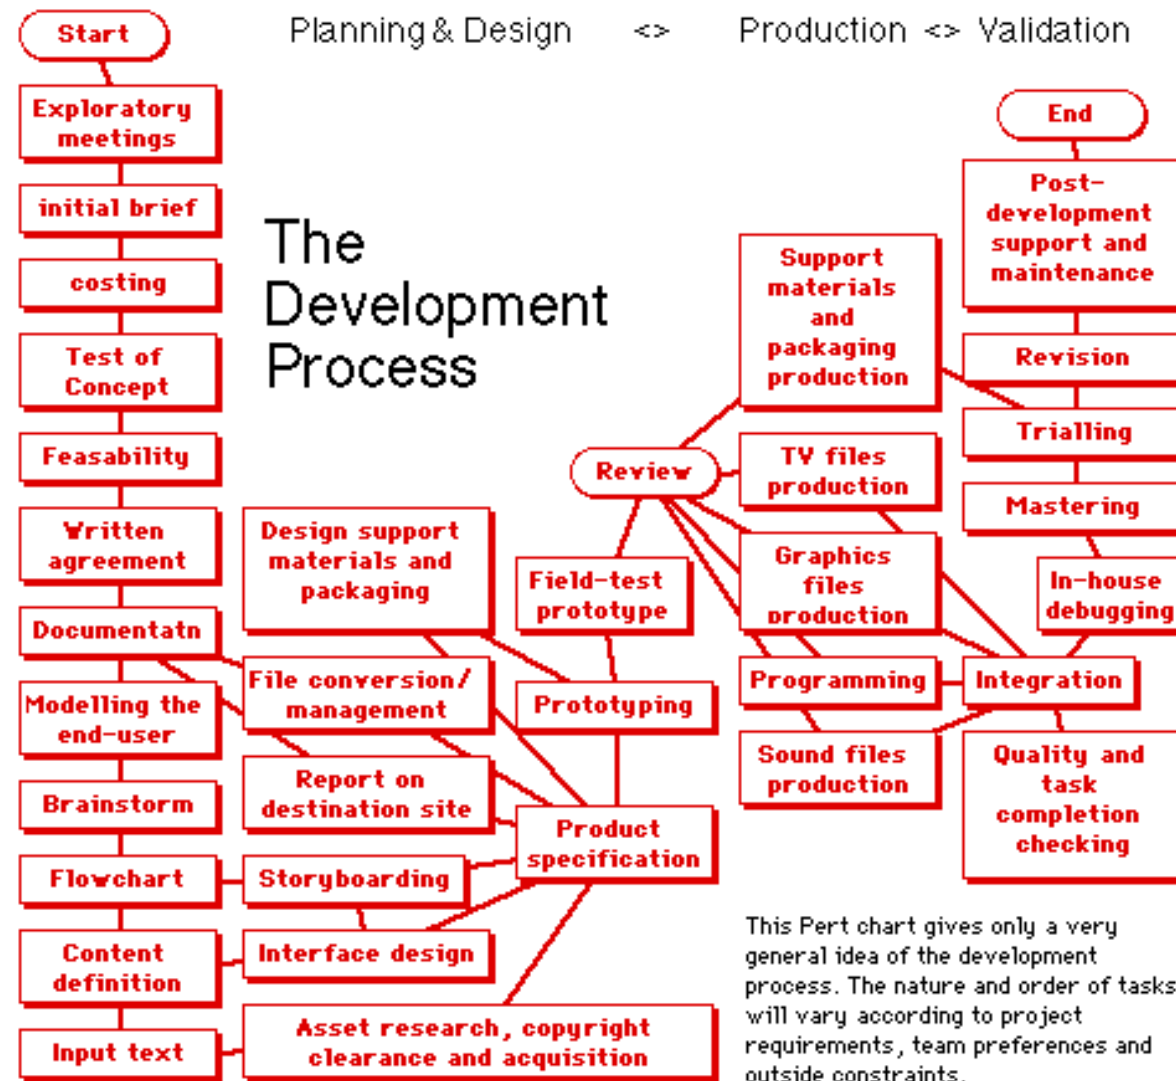 Start
Planning & Design <> Production <> Validation
Exploratory
meetings
initial brief
costing
Test of
Concept
Feasability
Written
agreement
Documentatn
Modelling the
end-user
Brainstorm
Flowchart
Content
definition
Input text
The
Development
Process
Design support
materials and
packaging
File conversion/
management
Report on
destination site
Storyboarding
Interface design
Asset research, copyright
clearance and acquisition
Review
Field-test
prototype
Prototyping
Product
specification
Support
materials
and
packaging
production
TV files
production
Graphics
files
production
Programming
Sound files
production
End
Post-
development
support and
maintenance
Revision
Trialling
Mastering
In-house
debugging
Integration
Quality and
task
completion
checking
This Pert chart gives only a very
general idea of the development
process. The nature and order of tasks
will vary according to project
requirements, team preferences and
outside constraints.